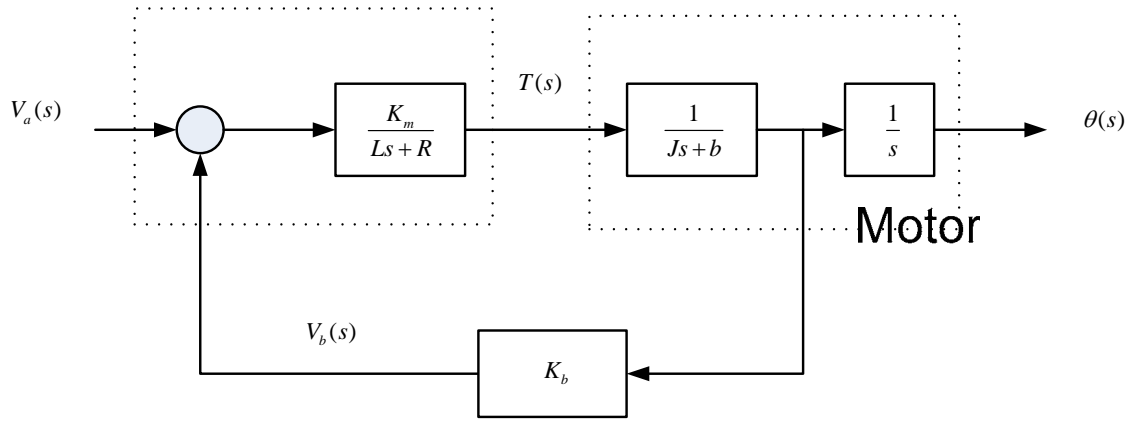 V_a(s)
K_m / (Ls + R)
T(s)
1 / (Js + b)
1 / s
θ(s)
Motor
V_b(s)
K_b